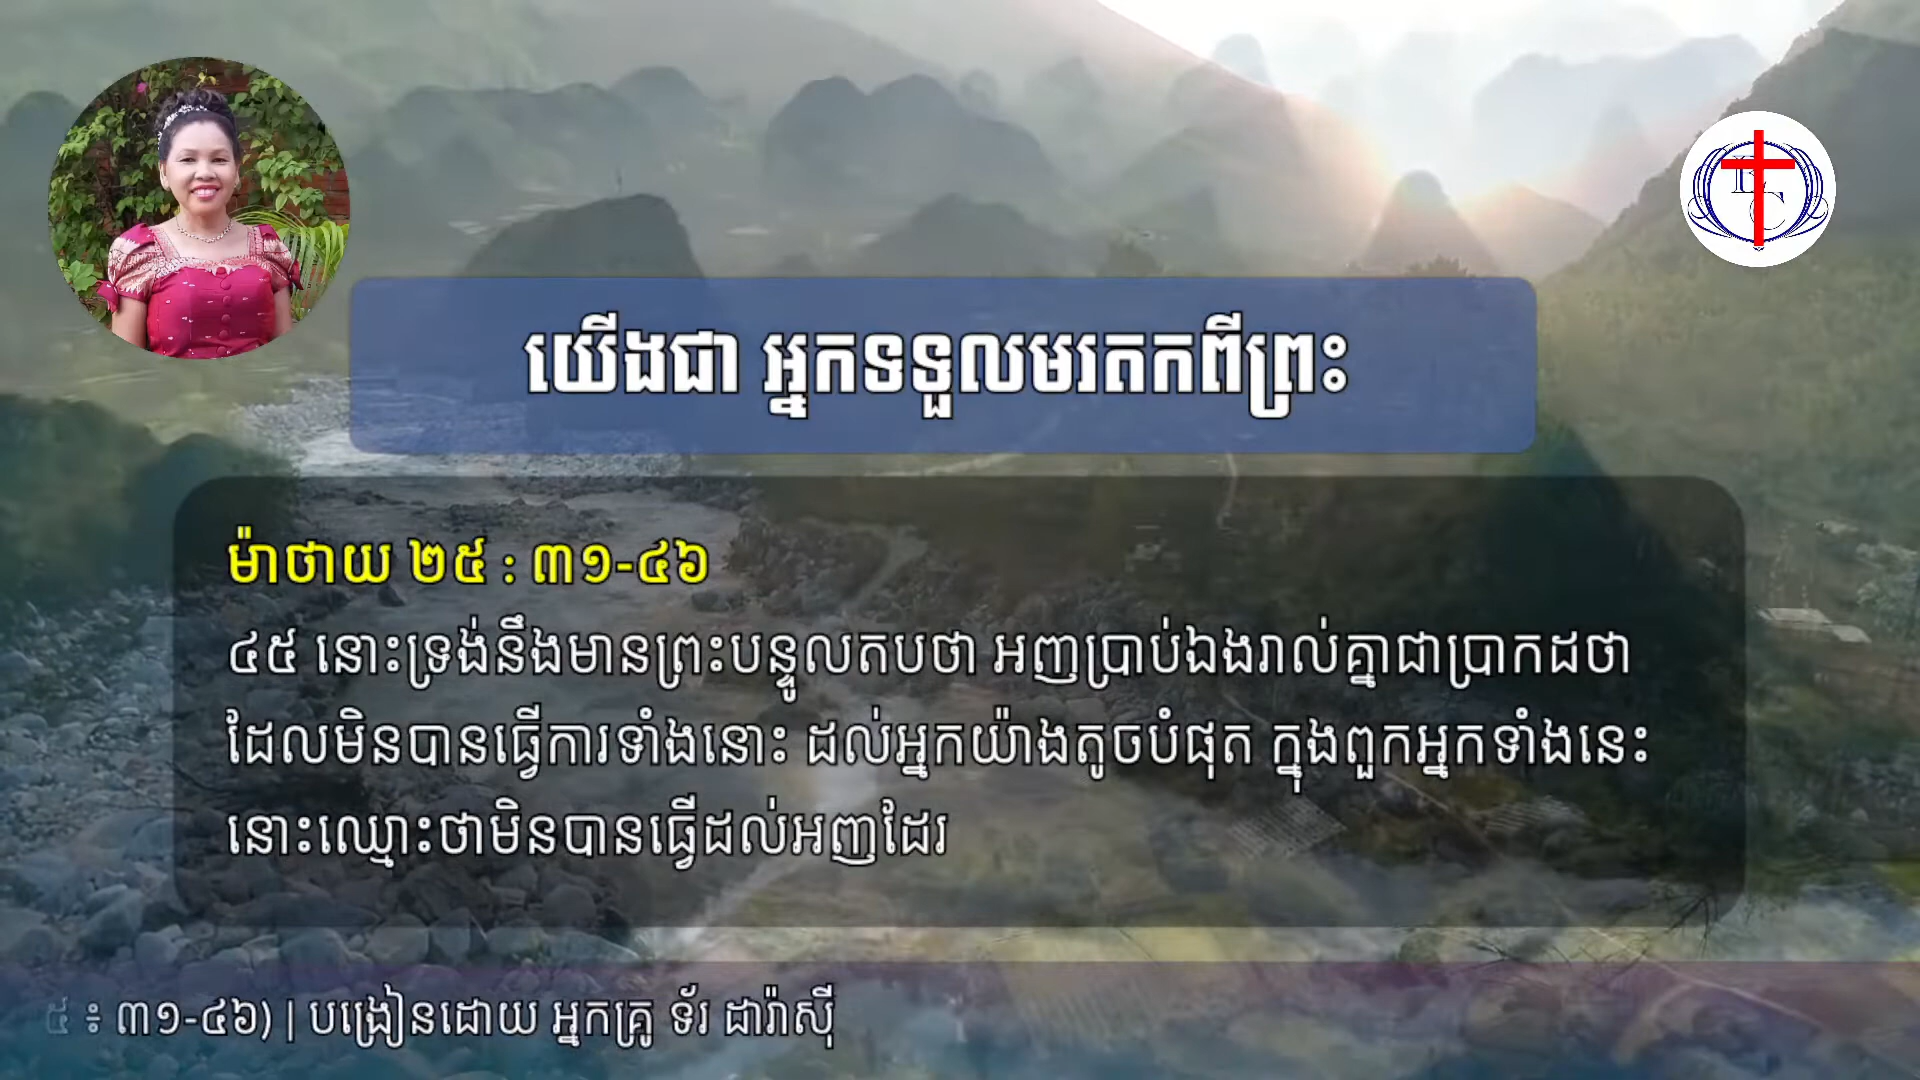 យើងជា អ្នកទទួលមរតកពីព្រះ
ម៉ាថាយ ២៥ : ៣១-៤៦
៤៥ នោះទ្រង់នឹងមានព្រះបន្ទូលតបថា អញប្រាប់ឯងរាល់គ្នាជាប្រាកដថា
ដែលមិនបានធ្វើការទាំងនោះ ដល់អ្នកយ៉ាងតូចបំផុត ក្នុងពួកអ្នកទាំងនេះ
នោះឈ្មោះថាមិនបានធ្វើដល់អញដែរ
៥ ៖ ៣១-៤៦) | បង្រៀនដោយ អ្នកគ្រូ ទ័រ ដារ៉ាស៊ី